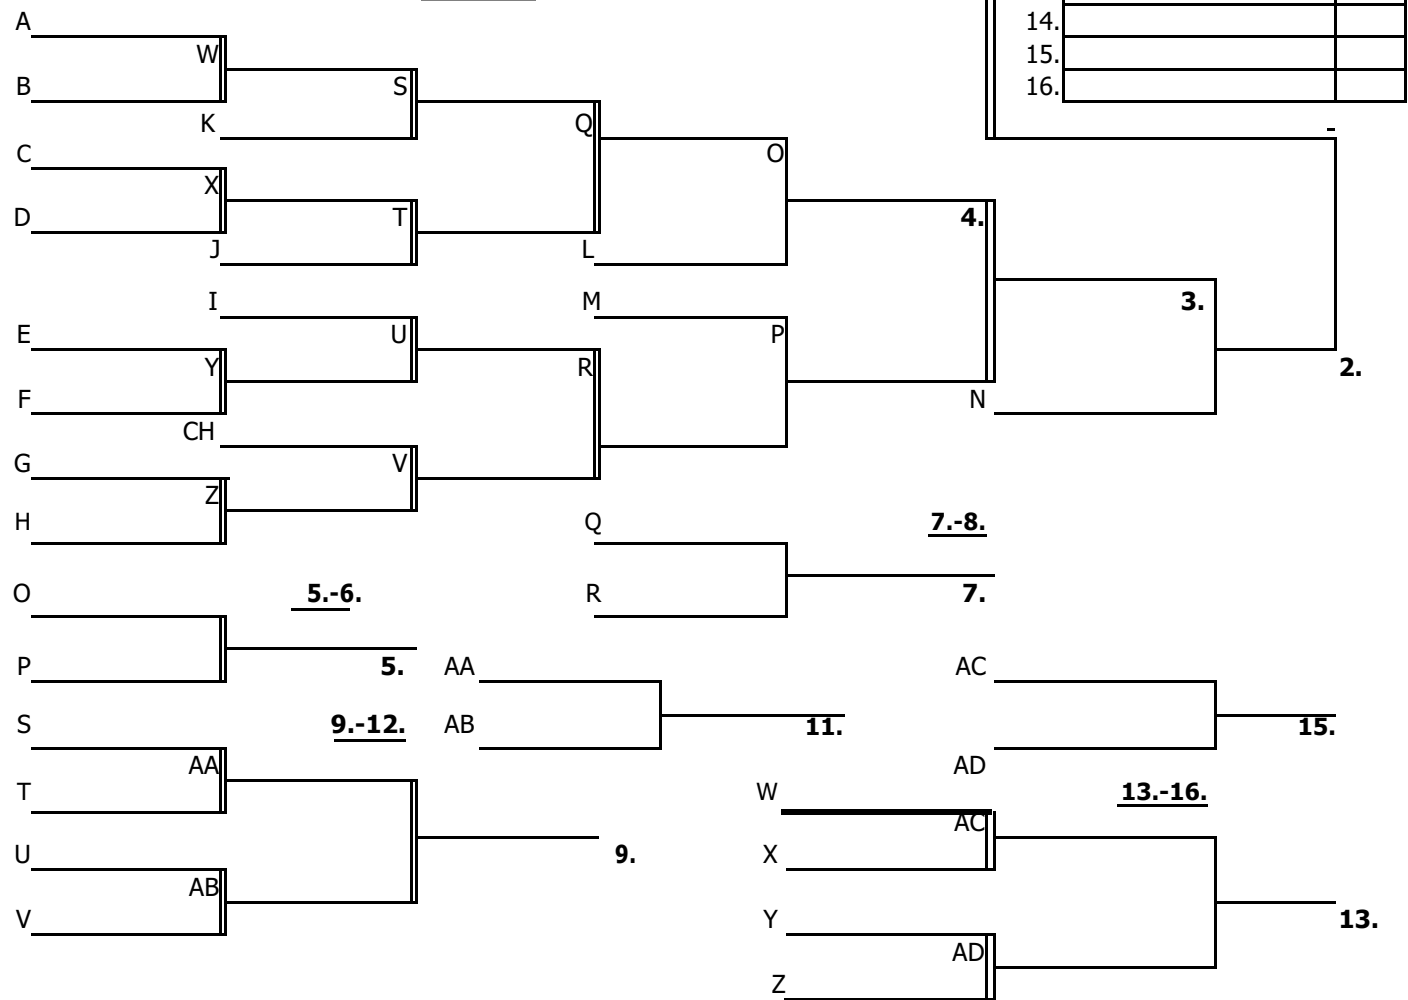 A
14.
W
15.
B
S
16.
K
Q
-
C
O
X
D
T
4.
J
L
I
M
3.
E
U
P
Y
R
2.
F
N
CH
G
V
Z
H
Q
7.-8.
O
5.-6.
R
7.
P
5.
AA
AC
S
9.-12.
AB
11.
15.
AA
AD
T
W
13.-16.
AC
U
9.
X
AB
V
Y
13.
AD
Z